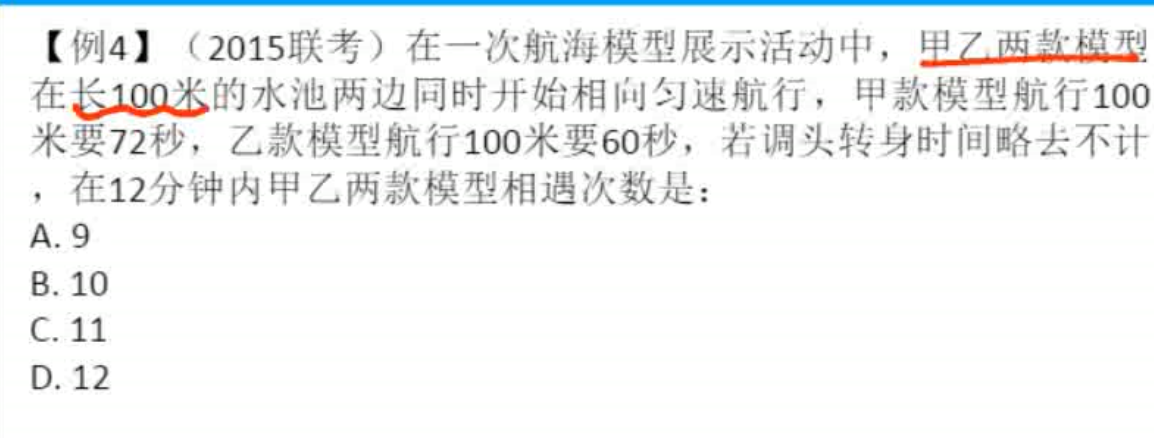 【例4】（2015联考）在一次航海模型展示活动中，甲乙两款模型
在长100米的水池两边同时开始相向匀速航行，甲款模型航行100
米要72秒，乙款模型航行100米要60秒，若调头转身时间略去不计
，在12分钟内甲乙两款模型相遇次数是：
A. 9
B. 10
C. 11
D. 12